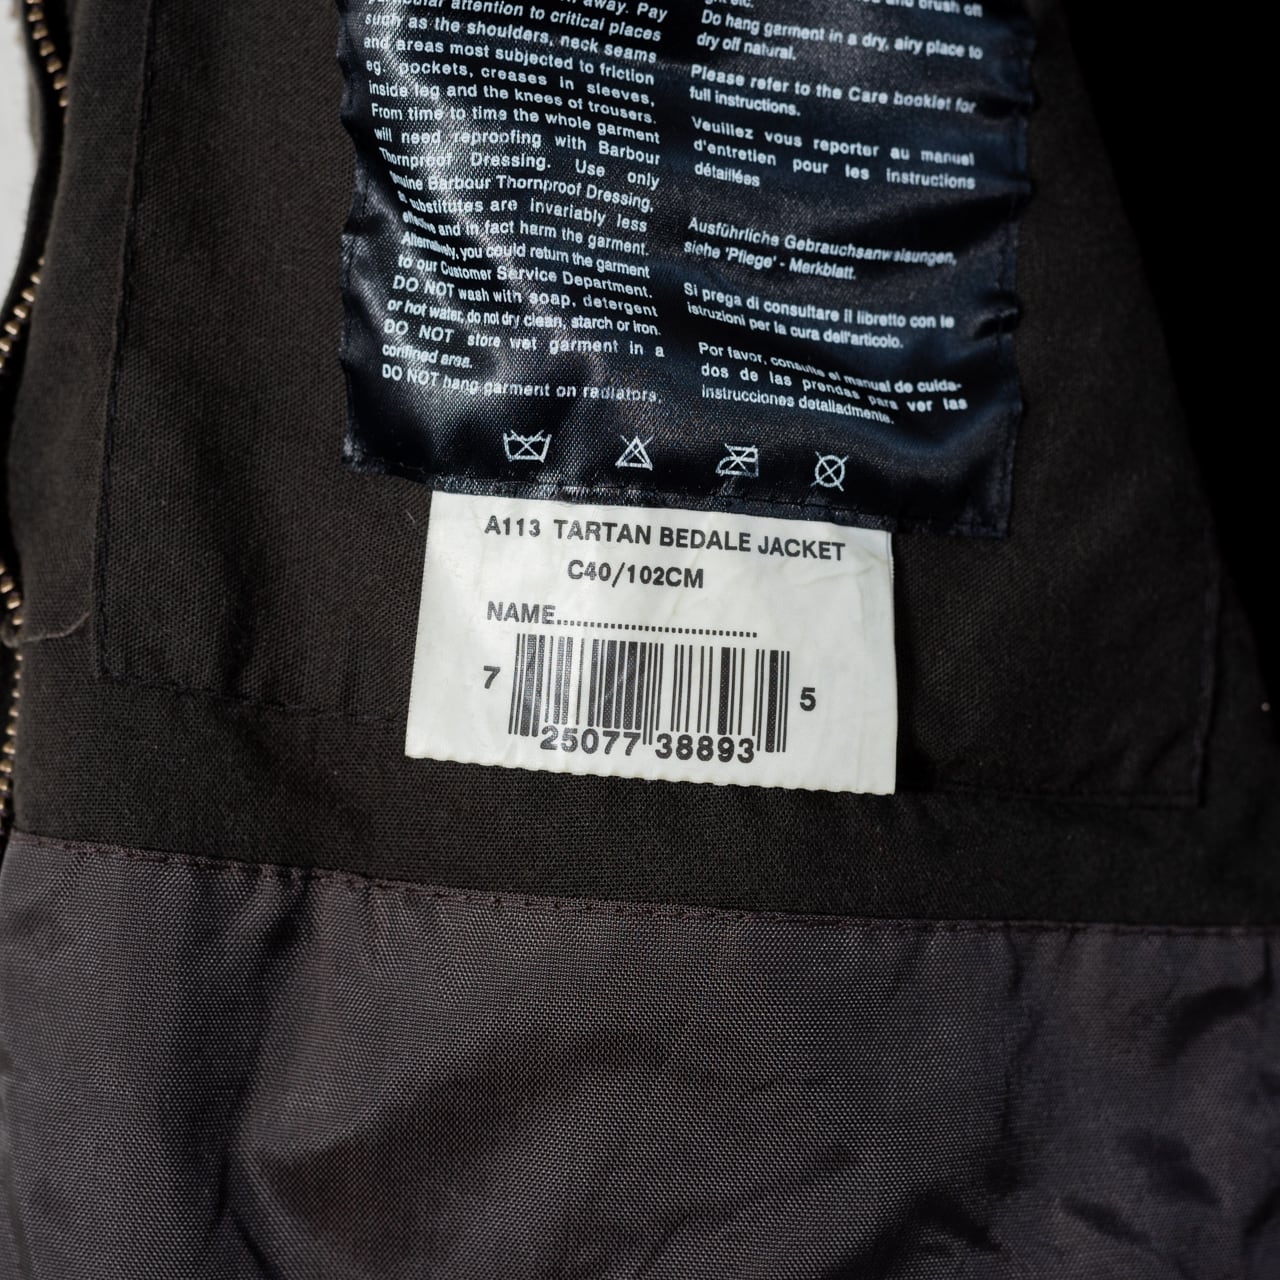 away. Pay
attention to critical places
such as the shoulders, neck seams
and areas most subjected to friction
eg. pockets, creases in sleeves,
inside leg and the knees of trousers.
From time to time the whole garment
will need reproofing with Barbour
Thornproof Dressing. Use only
Barbour Thornproof Dressing,
substitutes are invariably less
effective and in fact harm the garment.
Alternatively, you could return the garment
to our Customer Service Department.
DO NOT wash with soap, detergent
or hot water, do not dry clean, starch or iron.
DO NOT store wet garment in a
confined area.
DO NOT hang garment on radiators,
and brush off
Do hang garment in a dry, airy place to
dry off natural.
Please refer to the Care booklet for
full instructions.
Veuillez vous reporter au manuel
d'entretien pour les instructions
détaillées
Ausführliche Gebrauchsanweisungen,
siehe 'Pflege' - Merkblatt.
Si prega di consultare il libretto con le
istruzioni per la cura dell'articolo.
Por favor, consulte el manual de cuida-
dos de las prendas para ver las
instrucciones detalladmente.
A113 TARTAN BEDALE JACKET
C40/102CM
NAME..............................
7 25077 38893 5